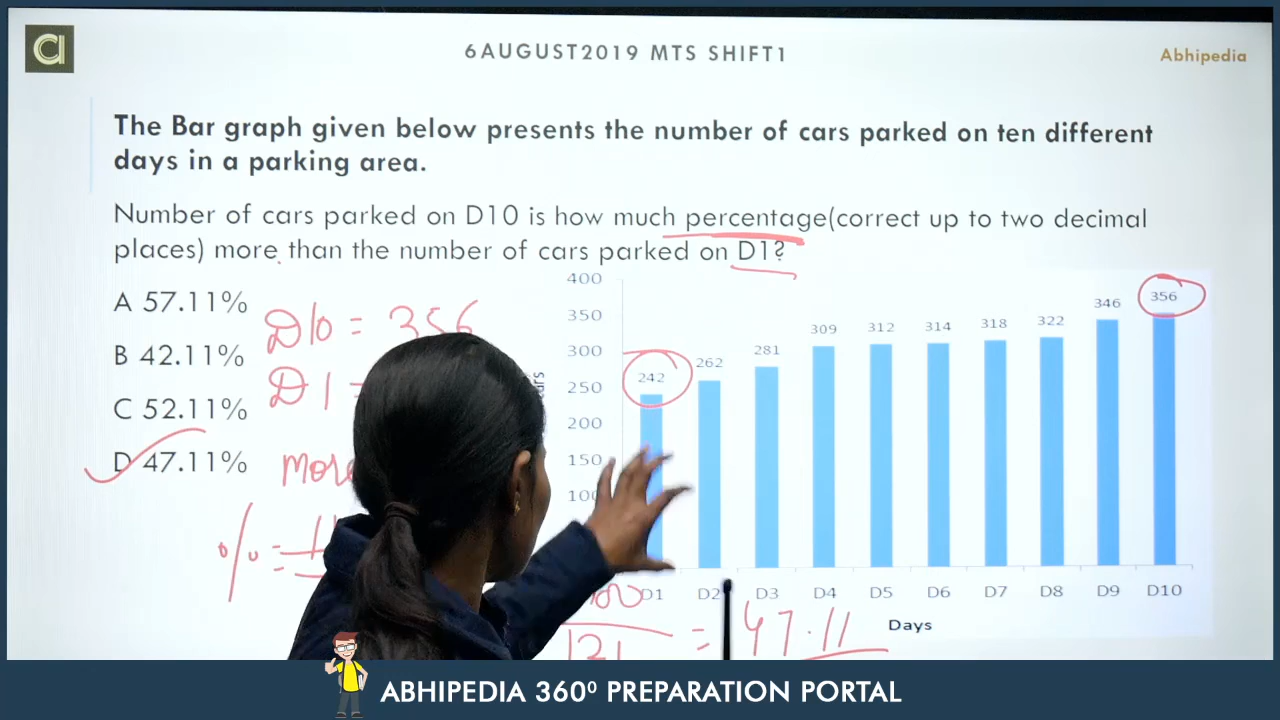 a
6AUGUST2019 MTS SHIFT1
Abhipedia
The Bar graph given below presents the number of cars parked on ten different
days in a parking area.
Number of cars parked on D10 is how much percentage(correct up to two decimal
places) more than the number of cars parked on D1?
A 57.11%
B 42.11%
C 52.11%
D 47.11%
D10 = 356
D1 =
more
% =
121
= 47.11
400
350
300
250
200
150
100
242
262
281
309
312
314
318
322
346
356
D1
D2
D3
D4
D5
D6
D7
D8
D9
D10
Days
ABHIPEDIA 360⁰ PREPARATION PORTAL